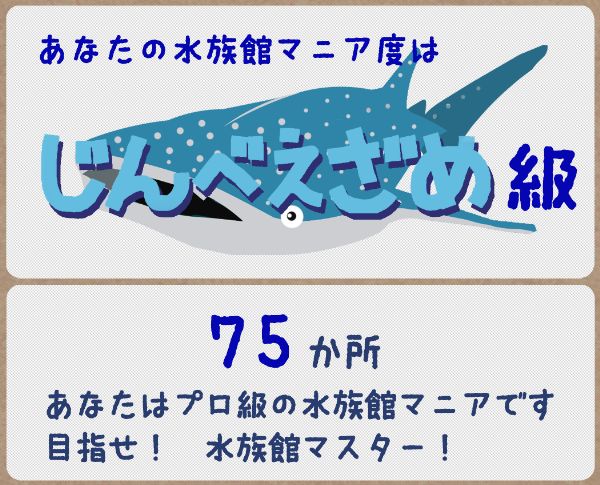 あなたの水族館マニア度は
じんべえざめ級
75か所
あなたはプロ級の水族館マニアです
目指せ！　水族館マスター！